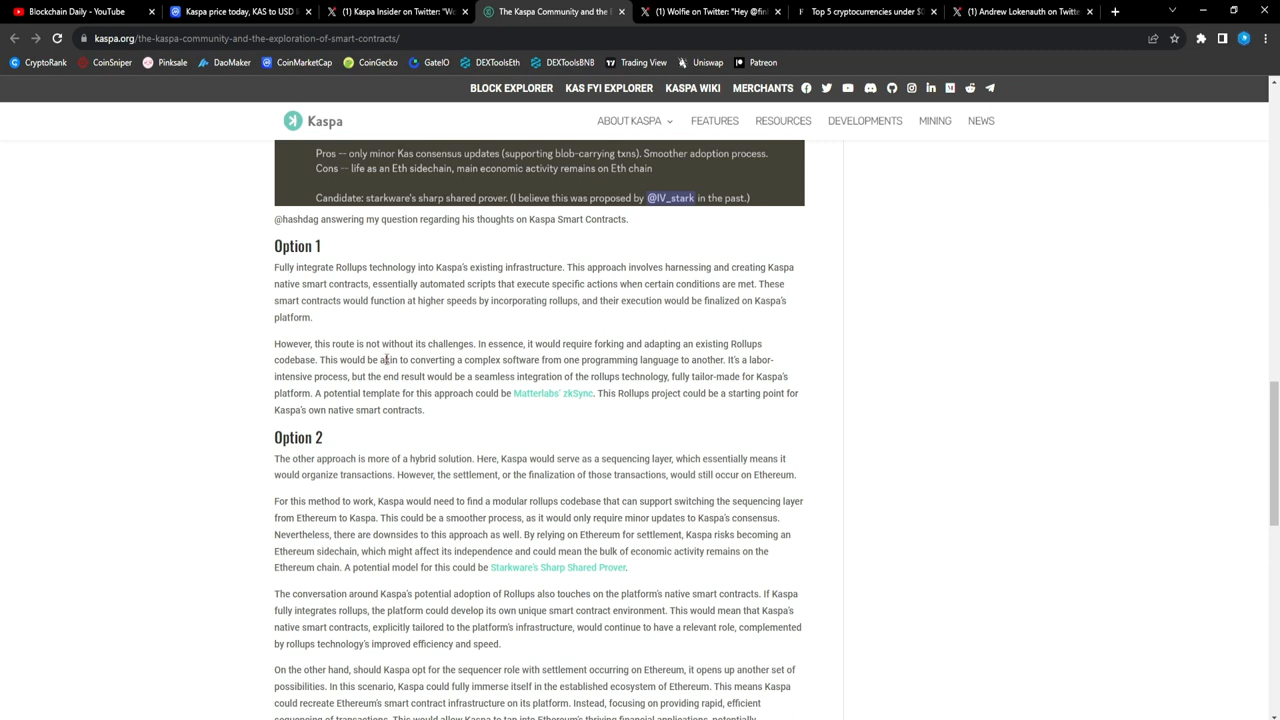 Blockchain Daily - YouTube
Kaspa price today, KAS to USD l
(1) Kaspa Insider on Twitter: "We
The Kaspa Community and the E
(1) Wolfie on Twitter: "Hey @fin
Top 5 cryptocurrencies under $0
(1) Andrew Lokenauth on Twitte
kaspa.org/the-kaspa-community-and-the-exploration-of-smart-contracts/
CryptoRank
CoinSniper
Pinksale
DaoMaker
CoinMarketCap
CoinGecko
GateIO
DEXToolsEth
DEXToolsBNB
Trading View
Uniswap
Patreon
BLOCK EXPLORER KAS FYI EXPLORER KASPA WIKI MERCHANTS
Kaspa
ABOUT KASPA FEATURES RESOURCES DEVELOPMENTS MINING NEWS
Pros -- only minor Kas consensus updates (supporting blob-carrying txns). Smoother adoption process.
Cons -- life as an Eth sidechain, main economic activity remains on Eth chain
Candidate: starkware's sharp shared prover. (I believe this was proposed by @IV_stark in the past.)
@hashdag answering my question regarding his thoughts on Kaspa Smart Contracts.
Option 1
Fully integrate Rollups technology into Kaspa's existing infrastructure. This approach involves harnessing and creating Kaspa
native smart contracts, essentially automated scripts that execute specific actions when certain conditions are met. These
smart contracts would function at higher speeds by incorporating rollups, and their execution would be finalized on Kaspa's
platform.
However, this route is not without its challenges. In essence, it would require forking and adapting an existing Rollups
codebase. This would be akin to converting a complex software from one programming language to another. It's a labor-
intensive process, but the end result would be a seamless integration of the rollups technology, fully tailor-made for Kaspa's
platform. A potential template for this approach could be Matterlabs' zkSync. This Rollups project could be a starting point for
Kaspa's own native smart contracts.
Option 2
The other approach is more of a hybrid solution. Here, Kaspa would serve as a sequencing layer, which essentially means it
would organize transactions. However, the settlement, or the finalization of those transactions, would still occur on Ethereum.
For this method to work, Kaspa would need to find a modular rollups codebase that can support switching the sequencing layer
from Ethereum to Kaspa. This could be a smoother process, as it would only require minor updates to Kaspa's consensus.
Nevertheless, there are downsides to this approach as well. By relying on Ethereum for settlement, Kaspa risks becoming an
Ethereum sidechain, which might affect its independence and could mean the bulk of economic activity remains on the
Ethereum chain. A potential model for this could be Starkware's Sharp Shared Prover.
The conversation around Kaspa's potential adoption of Rollups also touches on the platform's native smart contracts. If Kaspa
fully integrates rollups, the platform could develop its own unique smart contract environment. This would mean that Kaspa's
native smart contracts, explicitly tailored to the platform's infrastructure, would continue to have a relevant role, complemented
by rollups technology's improved efficiency and speed.
On the other hand, should Kaspa opt for the sequencer role with settlement occurring on Ethereum, it opens up another set of
possibilities. In this scenario, Kaspa could fully immerse itself in the established ecosystem of Ethereum. This means Kaspa
could recreate Ethereum's smart contract infrastructure on its platform. Instead, focusing on providing rapid, efficient
sequencing of transactions. This would allow Kaspa to tap into Ethereum's thriving financial applications, potentially